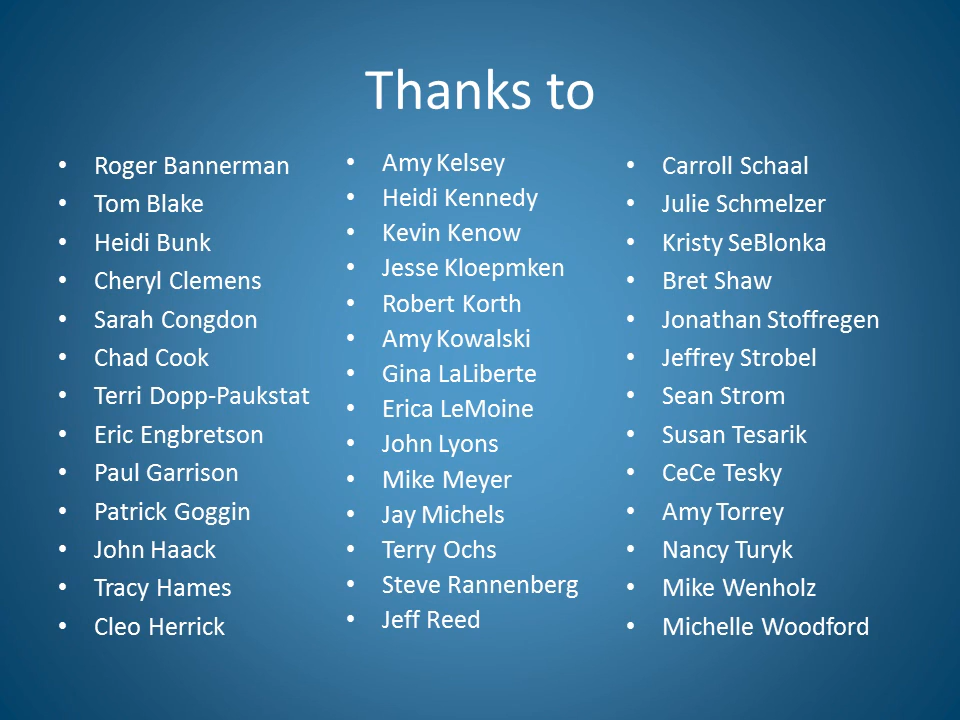 Thanks to
• Roger Bannerman
• Tom Blake
• Heidi Bunk
• Cheryl Clemens
• Sarah Congdon
• Chad Cook
• Terri Dopp-Paukstat
• Eric Engbretson
• Paul Garrison
• Patrick Goggin
• John Haack
• Tracy Hames
• Cleo Herrick
• Amy Kelsey
• Heidi Kennedy
• Kevin Kenow
• Jesse Kloepmken
• Robert Korth
• Amy Kowalski
• Gina LaLiberte
• Erica LeMoine
• John Lyons
• Mike Meyer
• Jay Michels
• Terry Ochs
• Steve Rannenberg
• Jeff Reed
• Carroll Schaal
• Julie Schmelzer
• Kristy SeBlonka
• Bret Shaw
• Jonathan Stoffregen
• Jeffrey Strobel
• Sean Strom
• Susan Tesarik
• CeCe Tesky
• Amy Torrey
• Nancy Turyk
• Mike Wenholz
• Michelle Woodford